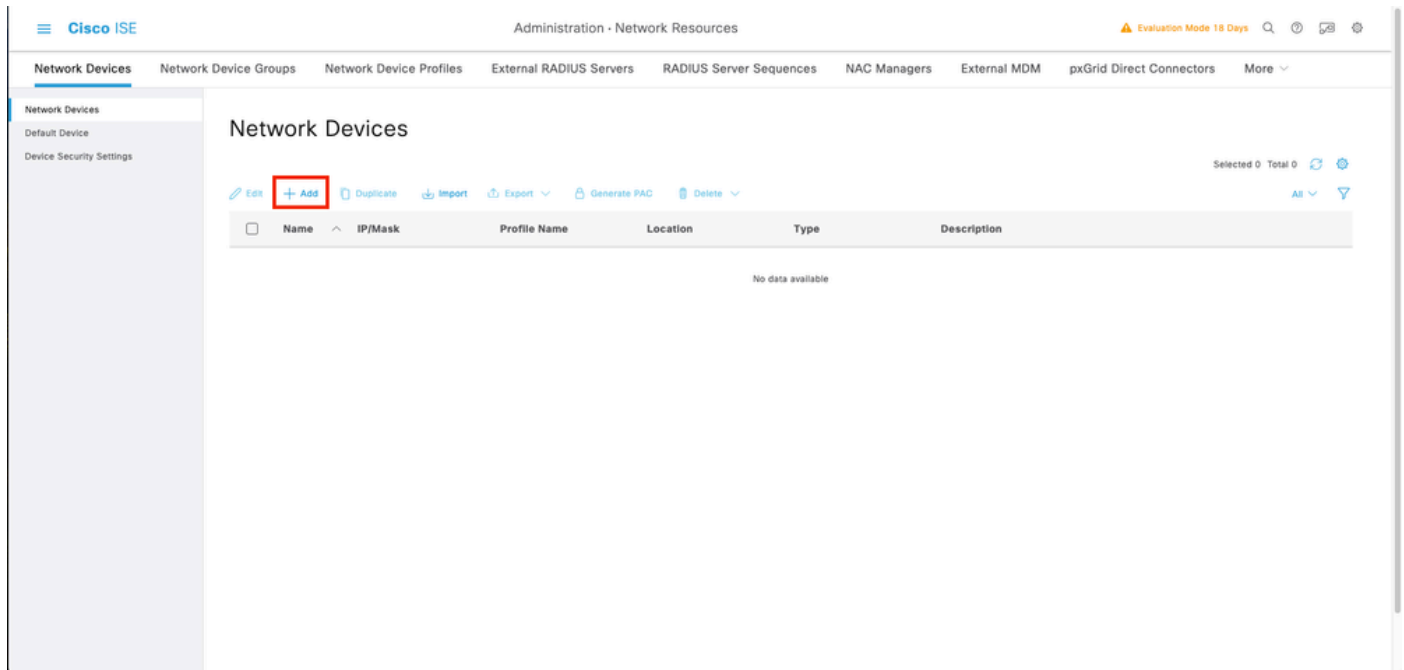 Cisco ISE
Administration · Network Resources
Evaluation Mode 18 Days
Network Devices Network Device Groups Network Device Profiles External RADIUS Servers RADIUS Server Sequences NAC Managers External MDM pxGrid Direct Connectors More
Network Devices
Default Device
Device Security Settings
Network Devices
Selected 0 Total 0
Edit Add Duplicate Import Export Generate PAC Delete All
Name IP/Mask Profile Name Location Type Description
No data available